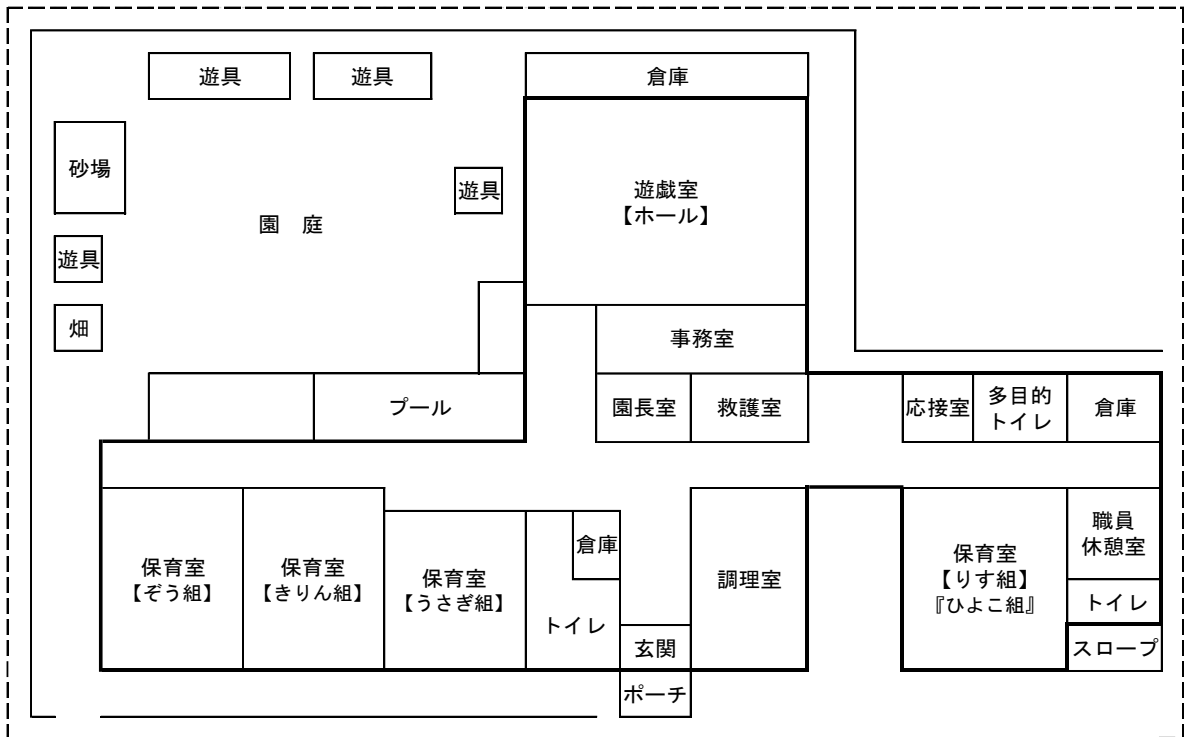 遊具
遊具
倉庫
砂場
遊具
遊戯室
【ホール】
園　庭
遊具
畑
事務室
プール
園長室
救護室
応接室
多目的
トイレ
倉庫
保育室
【ぞう組】
保育室
【きりん組】
保育室
【うさぎ組】
倉庫
トイレ
調理室
保育室
【りす組】
『ひよこ組』
職員
休憩室
トイレ
玄関
スロープ
ポーチ